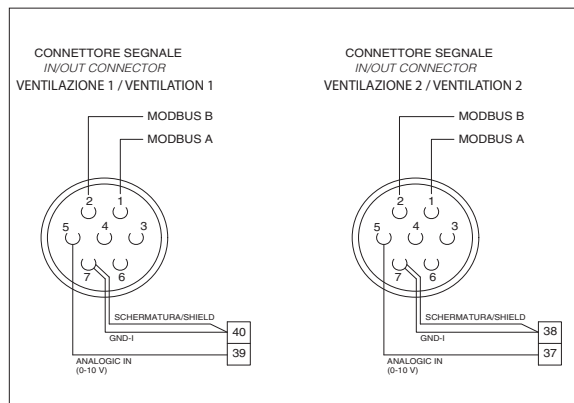 CONNETTORE SEGNALE
IN/OUT CONNECTOR
VENTILAZIONE 1 / VENTILATION 1
MODBUS B
MODBUS A
2
1
5
4
3
7
6
SCHERMATURA/SHIELD
40
GND-I
39
ANALOGIC IN
(0-10 V)
CONNETTORE SEGNALE
IN/OUT CONNECTOR
VENTILAZIONE 2 / VENTILATION 2
MODBUS B
MODBUS A
2
1
5
4
3
7
6
SCHERMATURA/SHIELD
38
GND-I
37
ANALOGIC IN
(0-10 V)